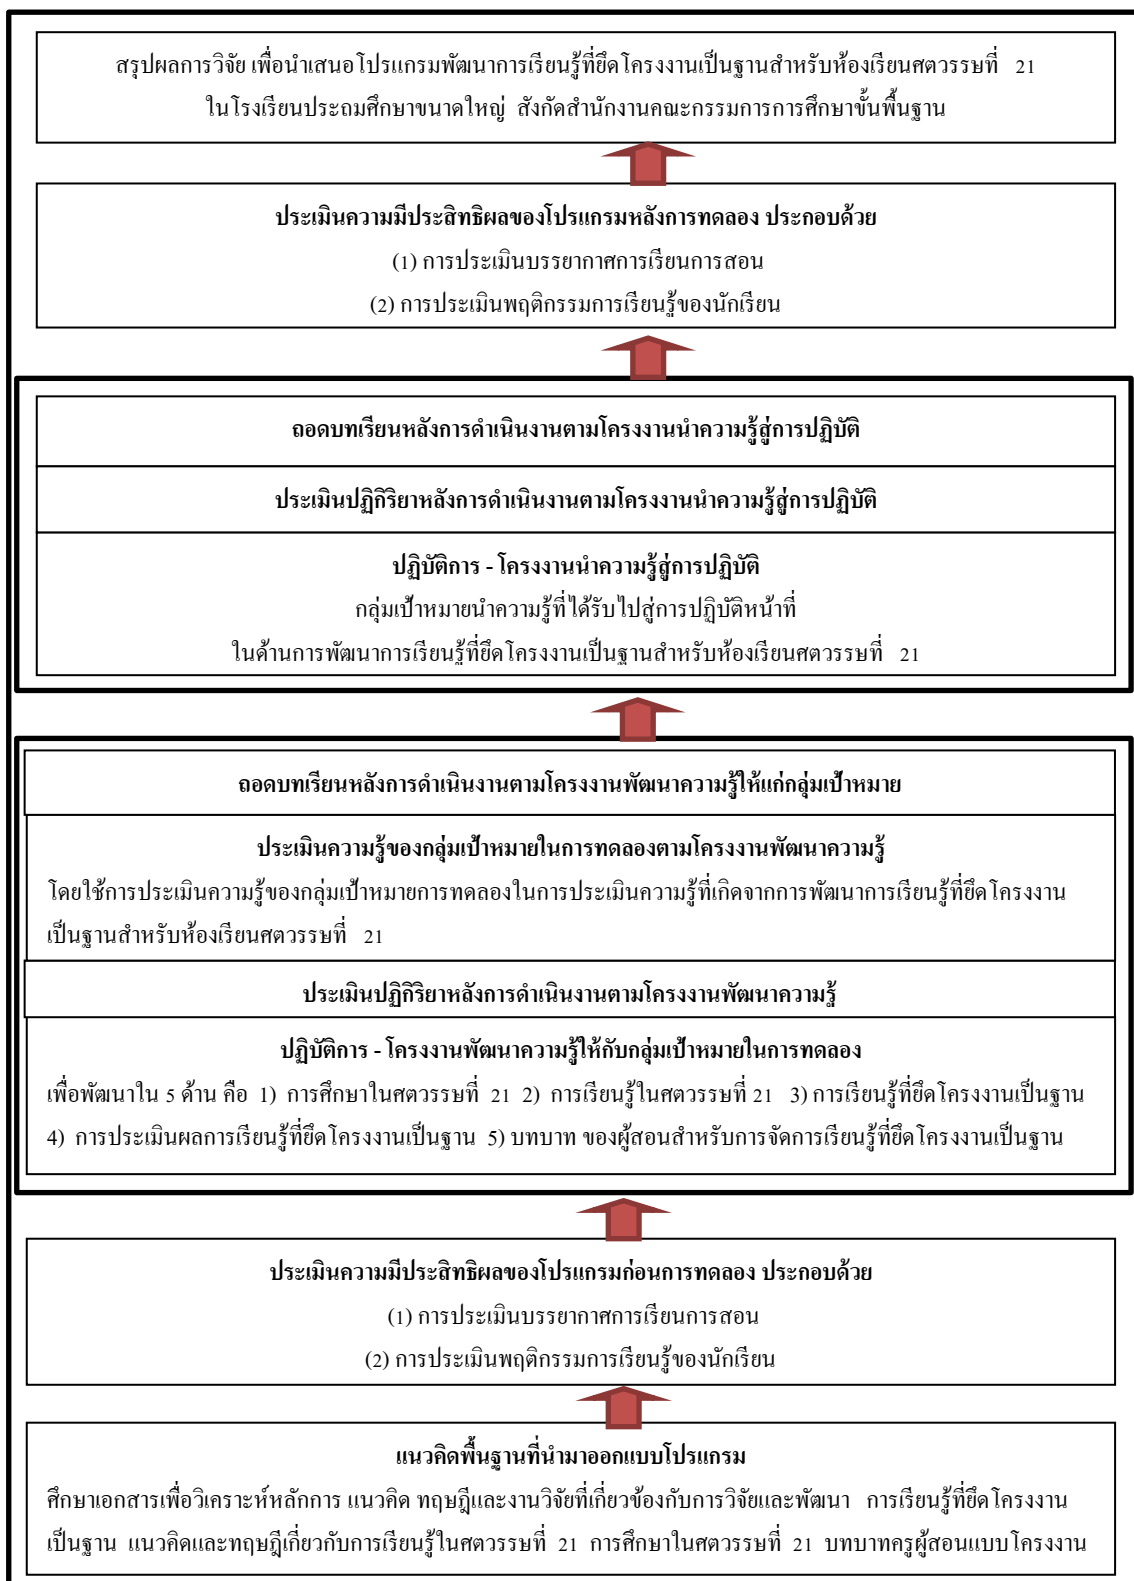 สรุปผลการวิจัย เพื่อนำเสนอโปรแกรมพัฒนาการเรียนรู้ที่ยึดโครงงานเป็นฐานสำหรับห้องเรียนศตวรรษที่ 21
ในโรงเรียนประถมศึกษาขนาดใหญ่ สังกัดสำนักงานคณะกรรมการการศึกษาขั้นพื้นฐาน
ประเมินความมีประสิทธิผลของโปรแกรมหลังการทดลอง ประกอบด้วย
(1) การประเมินบรรยากาศการเรียนการสอน
(2) การประเมินพฤติกรรมการเรียนรู้ของนักเรียน
ถอดบทเรียนหลังการดำเนินงานตามโครงงานนำความรู้สู่การปฏิบัติ
ประเมินปฏิกิริยาหลังการดำเนินงานตามโครงงานนำความรู้สู่การปฏิบัติ
ปฏิบัติการ - โครงงานนำความรู้สู่การปฏิบัติ
กลุ่มเป้าหมายนำความรู้ที่ได้รับไปสู่การปฏิบัติหน้าที่
ในด้านการพัฒนาการเรียนรู้ที่ยึดโครงงานเป็นฐานสำหรับห้องเรียนศตวรรษที่ 21
ถอดบทเรียนหลังการดำเนินงานตามโครงงานพัฒนาความรู้ให้แก่กลุ่มเป้าหมาย
ประเมินความรู้ของกลุ่มเป้าหมายในการทดลองตามโครงงานพัฒนาความรู้
โดยใช้การประเมินความรู้ของกลุ่มเป้าหมายการทดลองในการประเมินความรู้ที่เกิดจากการพัฒนาการเรียนรู้ที่ยึดโครงงาน
เป็นฐานสำหรับห้องเรียนศตวรรษที่ 21
ประเมินปฏิกิริยาหลังการดำเนินงานตามโครงงานพัฒนาความรู้
ปฏิบัติการ - โครงงานพัฒนาความรู้ให้กับกลุ่มเป้าหมายในการทดลอง
เพื่อพัฒนาใน 5 ด้าน คือ 1) การศึกษาในศตวรรษที่ 21 2) การเรียนรู้ในศตวรรษที่ 21 3) การเรียนรู้ที่ยึดโครงงานเป็นฐาน
4) การประเมินผลการเรียนรู้ที่ยึดโครงงานเป็นฐาน 5) บทบาท ของผู้สอนสำหรับการจัดการเรียนรู้ที่ยึดโครงงานเป็นฐาน
ประเมินความมีประสิทธิผลของโปรแกรมก่อนการทดลอง ประกอบด้วย
(1) การประเมินบรรยากาศการเรียนการสอน
(2) การประเมินพฤติกรรมการเรียนรู้ของนักเรียน
แนวคิดพื้นฐานที่นำมาออกแบบโปรแกรม
ศึกษาเอกสารเพื่อวิเคราะห์หลักการ แนวคิด ทฤษฎีและงานวิจัยที่เกี่ยวข้องกับการวิจัยและพัฒนา การเรียนรู้ที่ยึดโครงงาน
เป็นฐาน แนวคิดและทฤษฎีเกี่ยวกับการเรียนรู้ในศตวรรษที่ 21 การศึกษาในศตวรรษที่ 21 บทบาทครูผู้สอนแบบโครงงาน